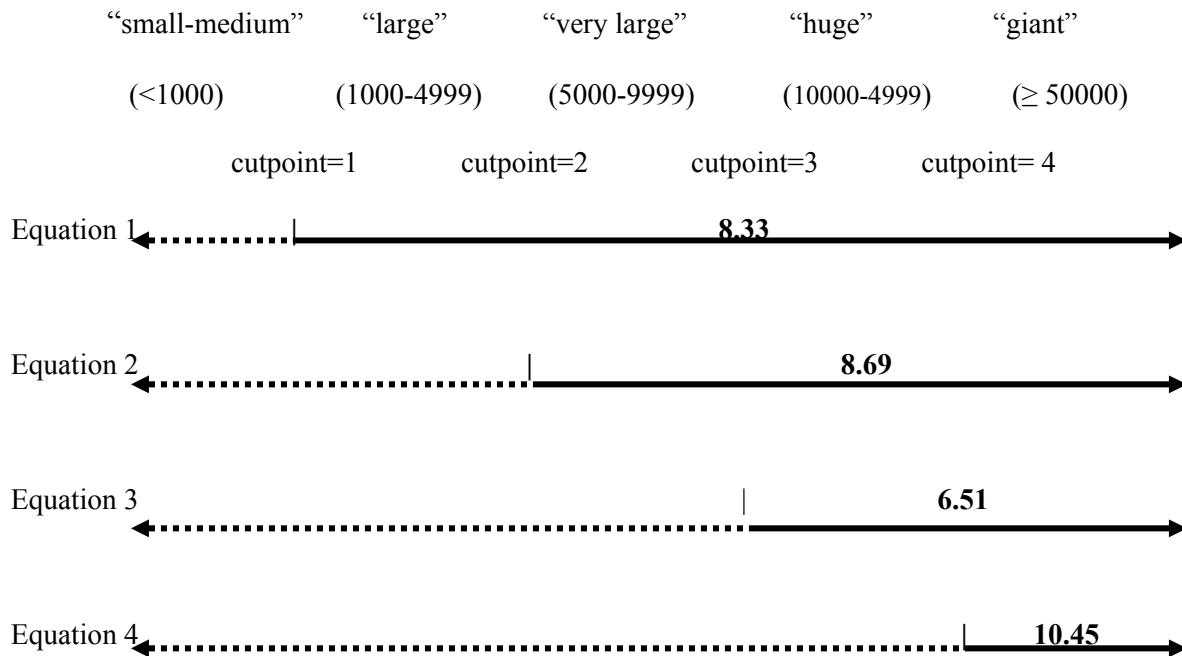 “small-medium” “large” “very large” “huge” “giant”
(<1000) (1000-4999) (5000-9999) (10000-4999) (≥ 50000)
cutpoint=1 cutpoint=2 cutpoint=3 cutpoint= 4
Equation 1 8.33
Equation 2 8.69
Equation 3 6.51
Equation 4 10.45